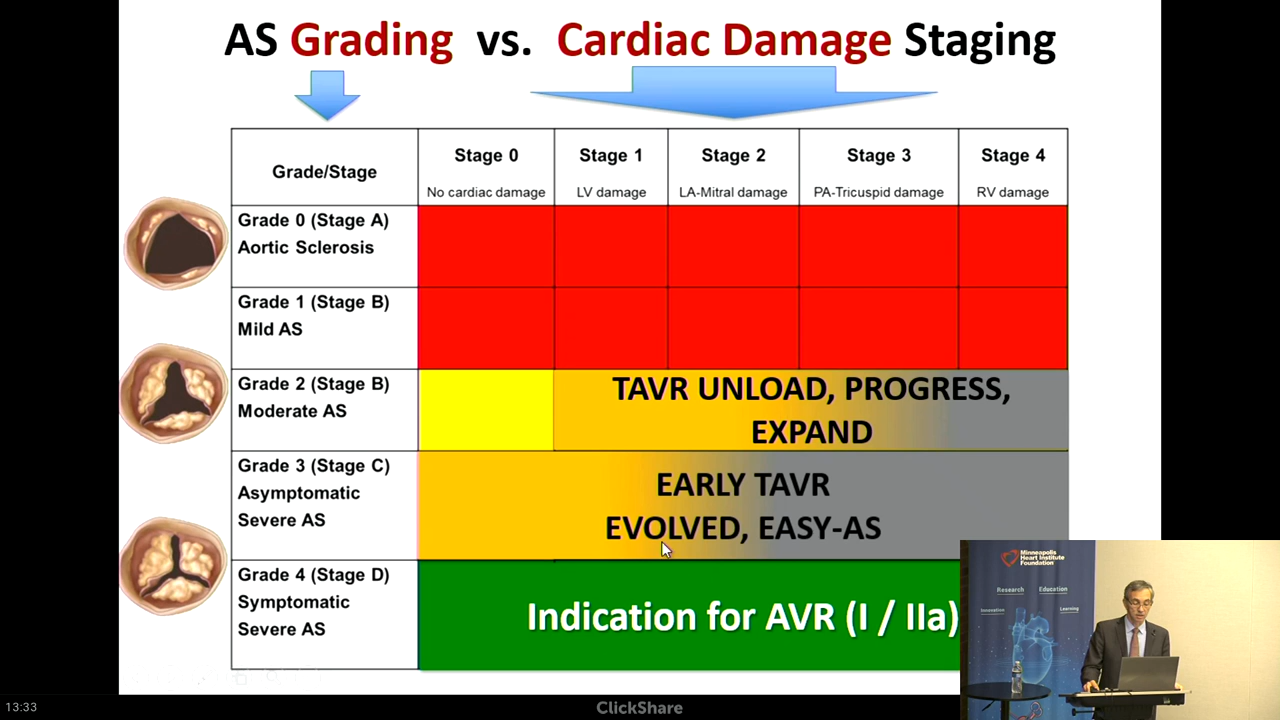 AS Grading vs. Cardiac Damage Staging
Grade/Stage
Stage 0
No cardiac damage
Stage 1
LV damage
Stage 2
LA-Mitral damage
Stage 3
PA-Tricuspid damage
Stage 4
RV damage
Grade 0 (Stage A)
Aortic Sclerosis
Grade 1 (Stage B)
Mild AS
Grade 2 (Stage B)
Moderate AS
TAVR UNLOAD, PROGRESS,
EXPAND
Grade 3 (Stage C)
Asymptomatic
Severe AS
EARLY TAVR
EVOLVED, EASY-AS
Grade 4 (Stage D)
Symptomatic
Severe AS
Indication for AVR (I / IIa)
Minneapolis
Heart Institute
Foundation
Research
Education
Innovation
Learning
13:33
ClickShare